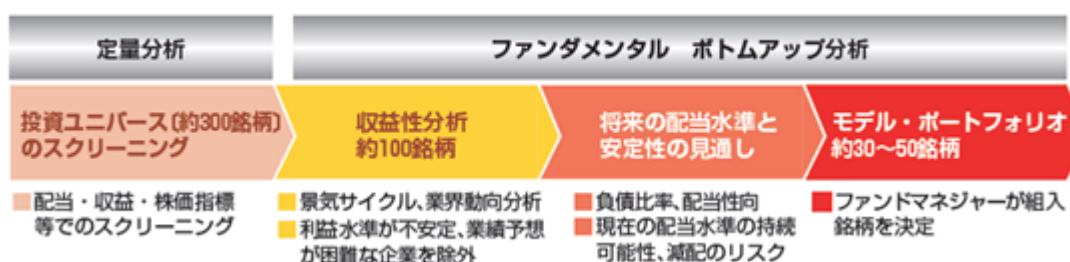 定量分析
ファンダメンタル ボトムアップ分析
投資ユニバース(約300銘柄)
のスクリーニング
収益性分析
約100銘柄
将来の配当水準と
安定性の見通し
モデル・ポートフォリオ
約30〜50銘柄
配当・収益・株価指標
等でのスクリーニング
景気サイクル、業界動向分析
利益水準が不安定、業績予想
が困難な企業を除外
負債比率、配当性向
現在の配当水準の持続
可能性、減配のリスク
ファンドマネジャーが組入
銘柄を決定